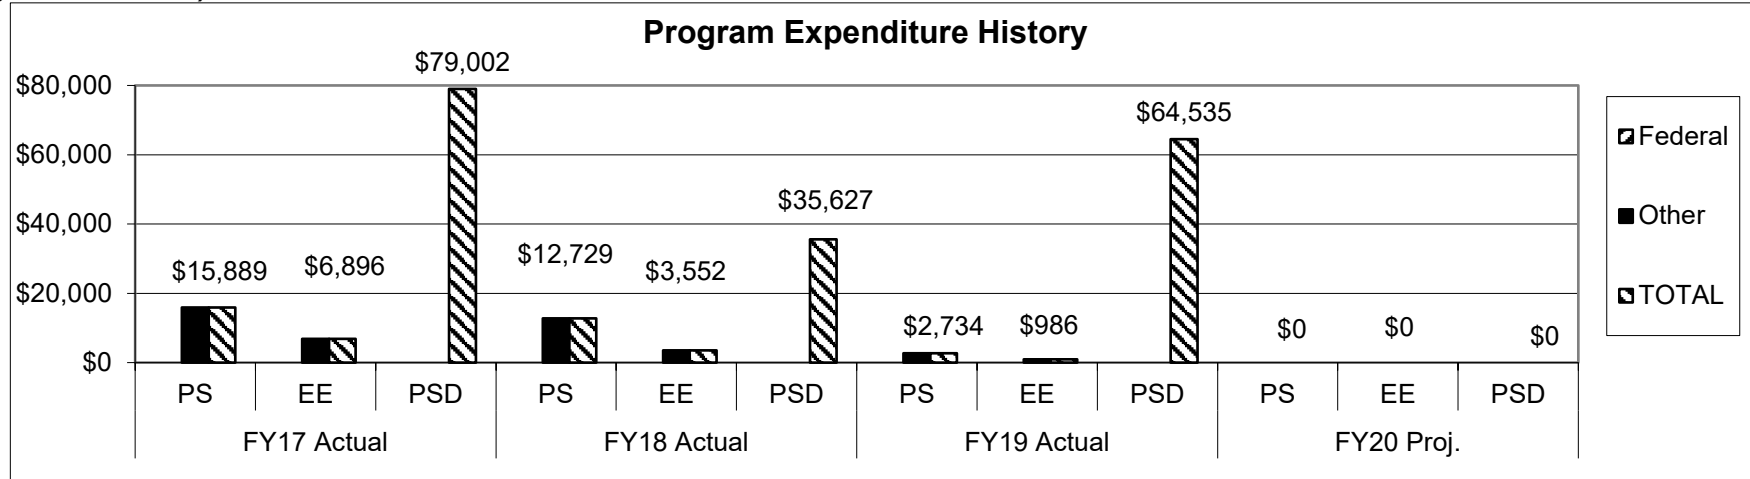 Program Expenditure History
$79,002
$80,000
$64,535
Federal
$60,000
$35,627
Other
$40,000
$15,889 $6,896 $12,729 $3,552
$20,000
TOTAL
$2,734 $986 $0 $0 $0
$0
PS EE PSD PS EE PSD PS EE PSD PS EE PSD
FY17 Actual FY18 Actual FY19 Actual FY20 Proj.